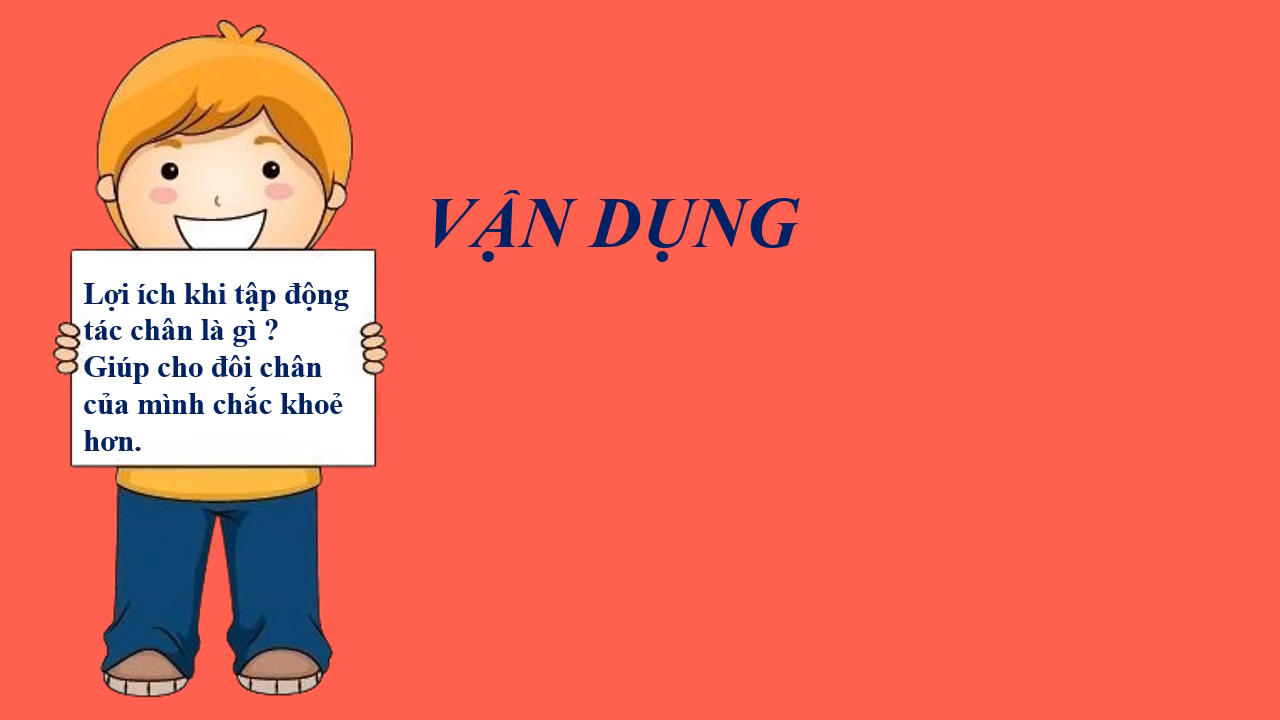 VẬN DỤNG
Lợi ích khi tập động
tác chân là gì ?
Giúp cho đôi chân
của mình chắc khoẻ
hơn.